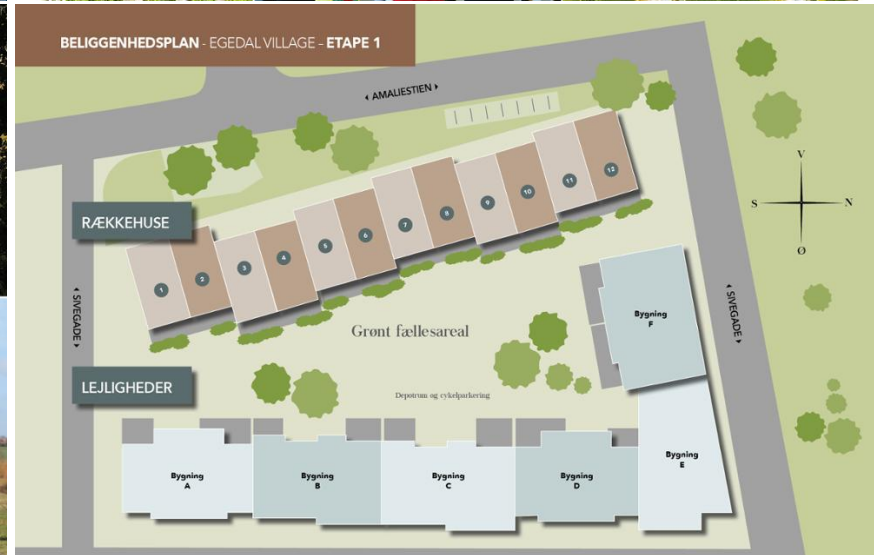 BELIGGENHEDSPLAN - EGEDAL VILLAGE - ETAPE 1
AMALIESTIEN
RÆKKEHUSE
1
2
3
4
5
6
7
8
9
10
11
12
V
S
N
Ø
SIVEGADE
SIVEGADE
Bygning
F
Grønt fællesareal
LEJLIGHEDER
Depotrum og cykelparkering
Bygning
A
Bygning
B
Bygning
C
Bygning
D
Bygning
E